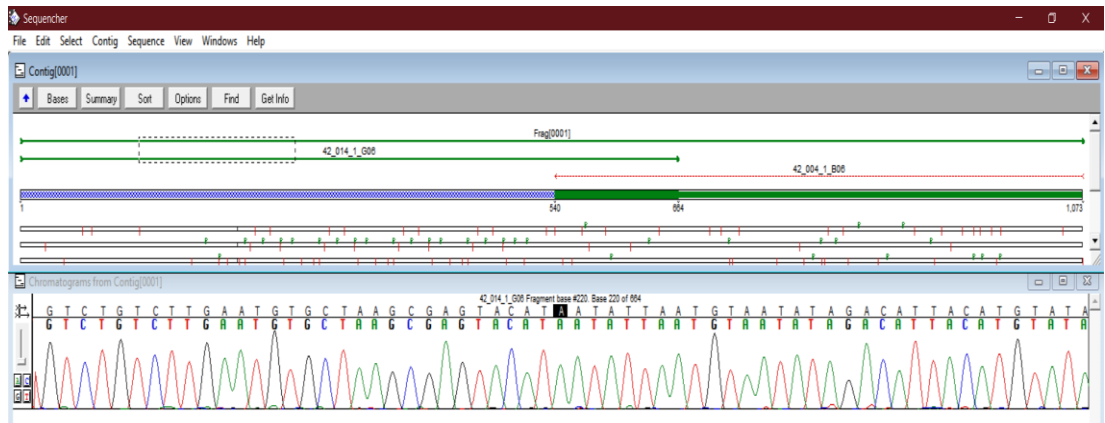 Sequencher
File Edit Select Contig Sequence View Windows Help
Contig[0001]
Bases Summary Sort Options Find Get Info
Frag[0001]
42_014_1_G06
42_004_1_B06
1 540 664 1,073
Chromatograms from Contig[0001]
42_014_1_G06 Fragment base #220. Base 220 of 664
G T C T G T C T T G A A T G T G C T A A G C G A G T A C A T A A T A T T A A T G T A A T A T A G A C A T T A C A T G T A T A
G T C T G T C T T G A A T G T G C T A A G C G A G T A C A T A A T A T T A A T G T A A T A T A G A C A T T A C A T G T A T A